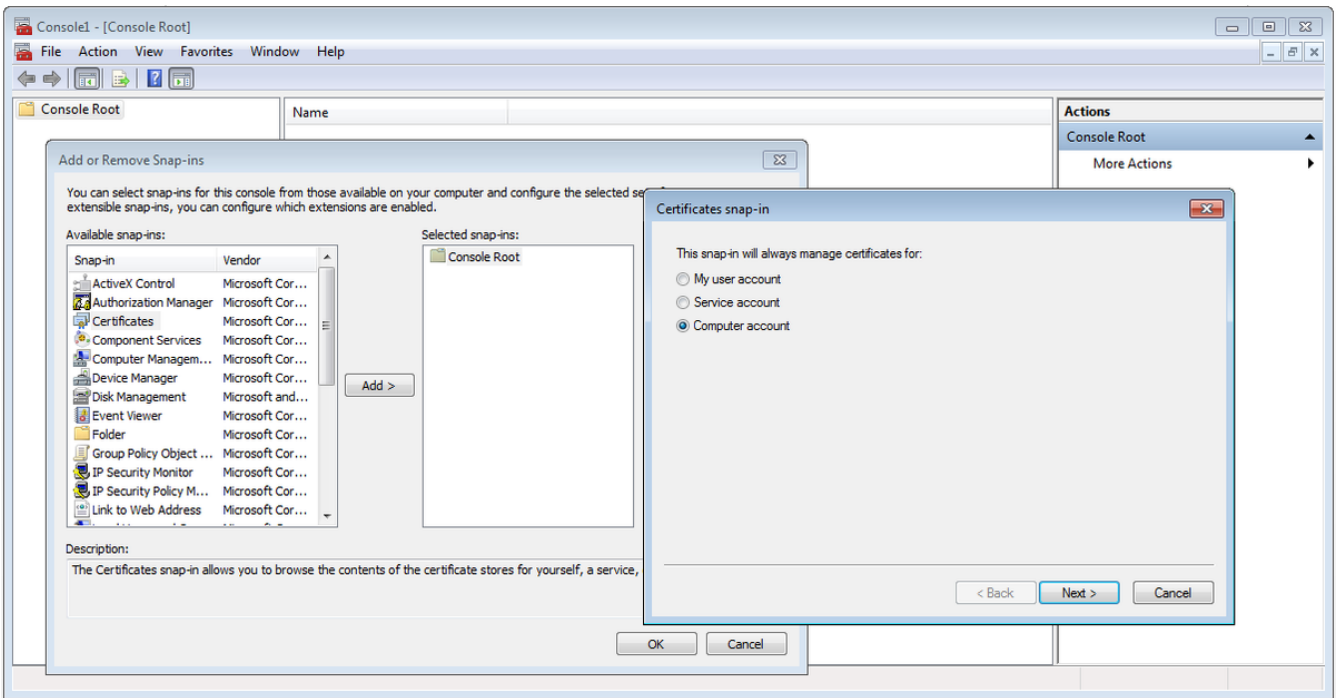 Console1 - [Console Root]
File Action View Favorites Window Help
Console Root
Name
Actions
Console Root
More Actions
Add or Remove Snap-ins
You can select snap-ins for this console from those available on your computer and configure the selected
extensible snap-ins, you can configure which extensions are enabled.
Available snap-ins:
Snap-in Vendor
ActiveX Control Microsoft Cor...
Authorization Manager Microsoft Cor...
Certificates Microsoft Cor...
Component Services Microsoft Cor...
Computer Managem... Microsoft Cor...
Device Manager Microsoft Cor...
Disk Management Microsoft and...
Event Viewer Microsoft Cor...
Folder Microsoft Cor...
Group Policy Object ... Microsoft Cor...
IP Security Monitor Microsoft Cor...
IP Security Policy M... Microsoft Cor...
Link to Web Address Microsoft Cor...
Add >
Selected snap-ins:
Console Root
Description:
The Certificates snap-in allows you to browse the contents of the certificate stores for yourself, a service,
OK Cancel
Certificates snap-in
This snap-in will always manage certificates for:
My user account
Service account
Computer account
< Back Next > Cancel